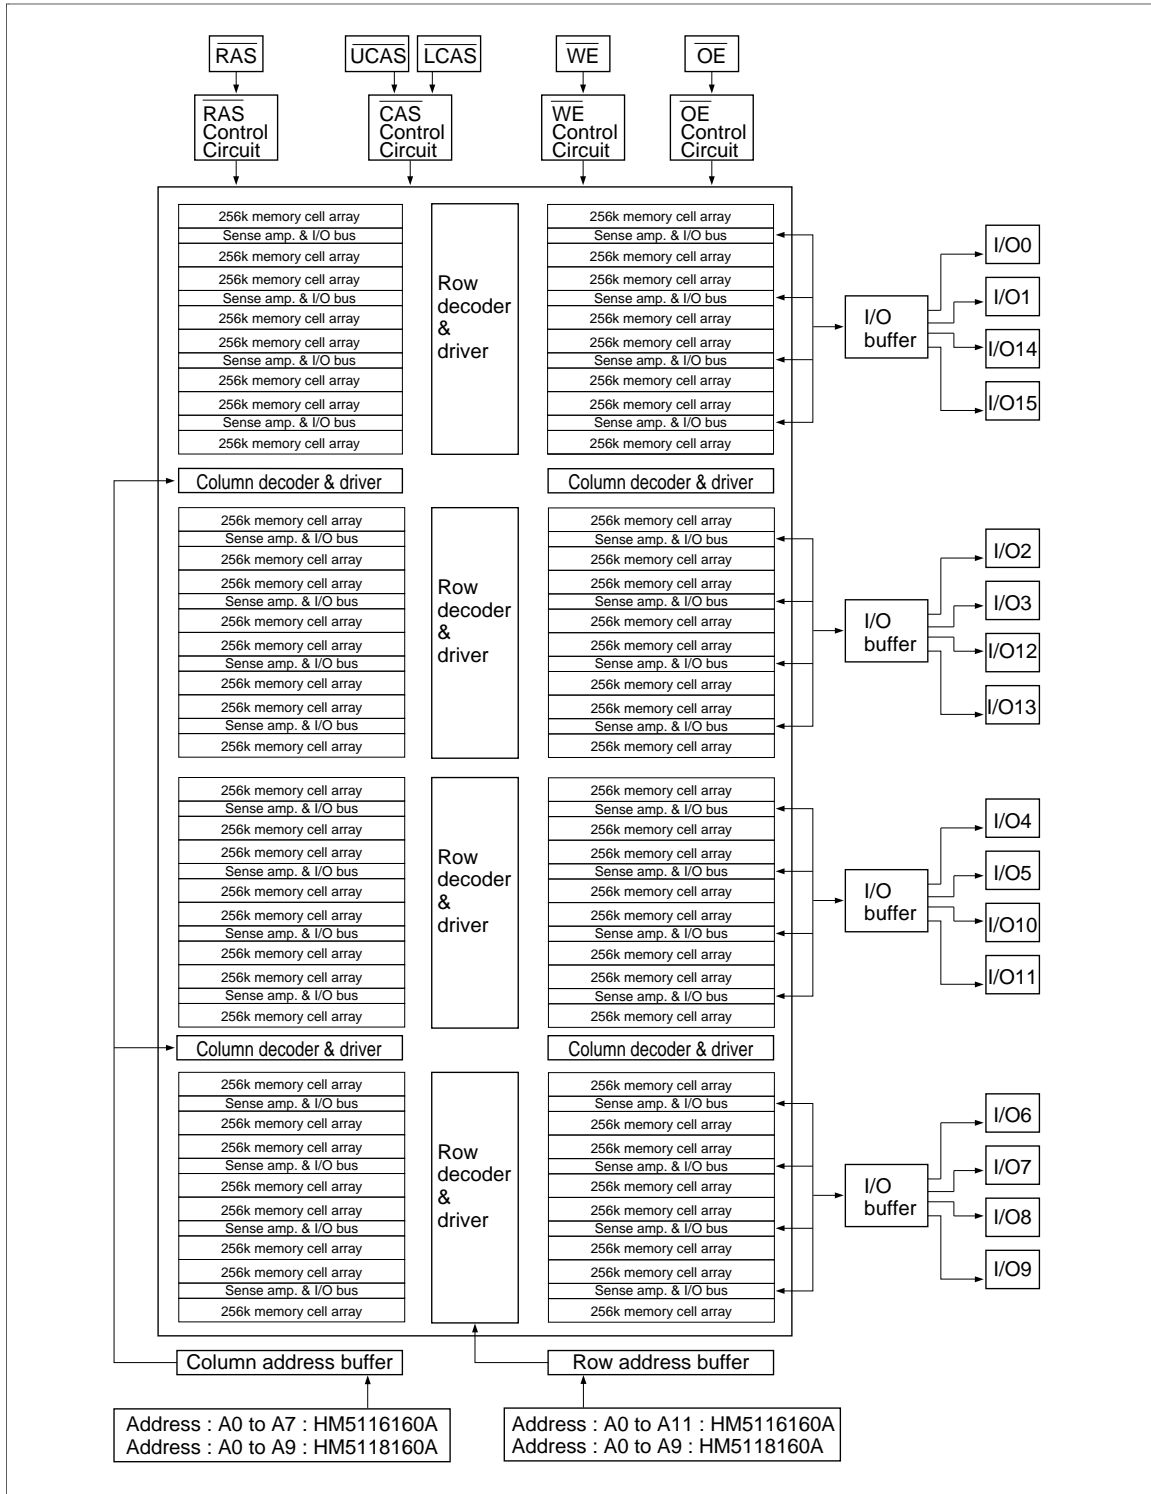 RAS UCAS LCAS WE OE
RAS Control Circuit
CAS Control Circuit
WE Control Circuit
OE Control Circuit
256k memory cell array
Sense amp. & I/O bus
256k memory cell array
256k memory cell array
Sense amp. & I/O bus
256k memory cell array
256k memory cell array
Sense amp. & I/O bus
256k memory cell array
256k memory cell array
Sense amp. & I/O bus
256k memory cell array
Row
decoder
&
driver
256k memory cell array
Sense amp. & I/O bus
256k memory cell array
256k memory cell array
Sense amp. & I/O bus
256k memory cell array
256k memory cell array
Sense amp. & I/O bus
256k memory cell array
256k memory cell array
Sense amp. & I/O bus
256k memory cell array
I/O
buffer
I/O0
I/O1
I/O14
I/O15
Column decoder & driver
Column decoder & driver
256k memory cell array
Sense amp. & I/O bus
256k memory cell array
256k memory cell array
Sense amp. & I/O bus
256k memory cell array
256k memory cell array
Sense amp. & I/O bus
256k memory cell array
256k memory cell array
Sense amp. & I/O bus
256k memory cell array
Row
decoder
&
driver
256k memory cell array
Sense amp. & I/O bus
256k memory cell array
256k memory cell array
Sense amp. & I/O bus
256k memory cell array
256k memory cell array
Sense amp. & I/O bus
256k memory cell array
256k memory cell array
Sense amp. & I/O bus
256k memory cell array
I/O
buffer
I/O2
I/O3
I/O12
I/O13
256k memory cell array
Sense amp. & I/O bus
256k memory cell array
256k memory cell array
Sense amp. & I/O bus
256k memory cell array
256k memory cell array
Sense amp. & I/O bus
256k memory cell array
256k memory cell array
Sense amp. & I/O bus
256k memory cell array
Row
decoder
&
driver
256k memory cell array
Sense amp. & I/O bus
256k memory cell array
256k memory cell array
Sense amp. & I/O bus
256k memory cell array
256k memory cell array
Sense amp. & I/O bus
256k memory cell array
256k memory cell array
Sense amp. & I/O bus
256k memory cell array
I/O
buffer
I/O4
I/O5
I/O10
I/O11
Column decoder & driver
Column decoder & driver
256k memory cell array
Sense amp. & I/O bus
256k memory cell array
256k memory cell array
Sense amp. & I/O bus
256k memory cell array
256k memory cell array
Sense amp. & I/O bus
256k memory cell array
256k memory cell array
Sense amp. & I/O bus
256k memory cell array
Row
decoder
&
driver
256k memory cell array
Sense amp. & I/O bus
256k memory cell array
256k memory cell array
Sense amp. & I/O bus
256k memory cell array
256k memory cell array
Sense amp. & I/O bus
256k memory cell array
256k memory cell array
Sense amp. & I/O bus
256k memory cell array
I/O
buffer
I/O6
I/O7
I/O8
I/O9
Column address buffer
Row address buffer
Address : A0 to A7 : HM5116160A
Address : A0 to A9 : HM5118160A
Address : A0 to A11 : HM5116160A
Address : A0 to A9 : HM5118160A